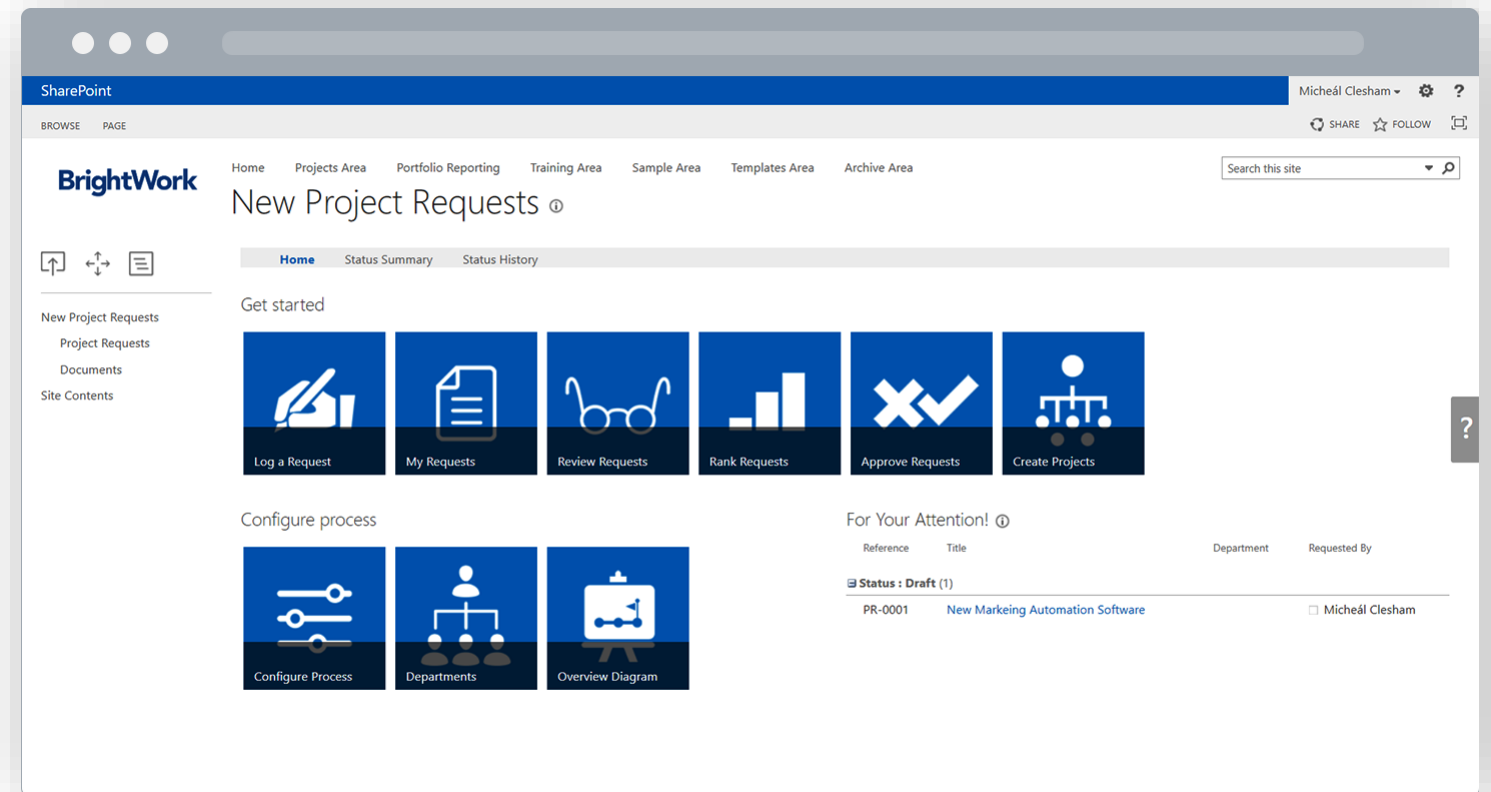 SharePoint
Micheál Clesham
?
BROWSE PAGE
SHARE FOLLOW
BrightWork
Home Projects Area Portfolio Reporting Training Area Sample Area Templates Area Archive Area
Search this site
New Project Requests
Home Status Summary Status History
New Project Requests
Project Requests
Documents
Site Contents
Get started
Log a Request My Requests Review Requests Rank Requests Approve Requests Create Projects
?
Configure process
Configure Process Departments Overview Diagram
For Your Attention!
Reference Title Department Requested By
Status : Draft (1)
PR-0001 New Markeing Automation Software Micheál Clesham